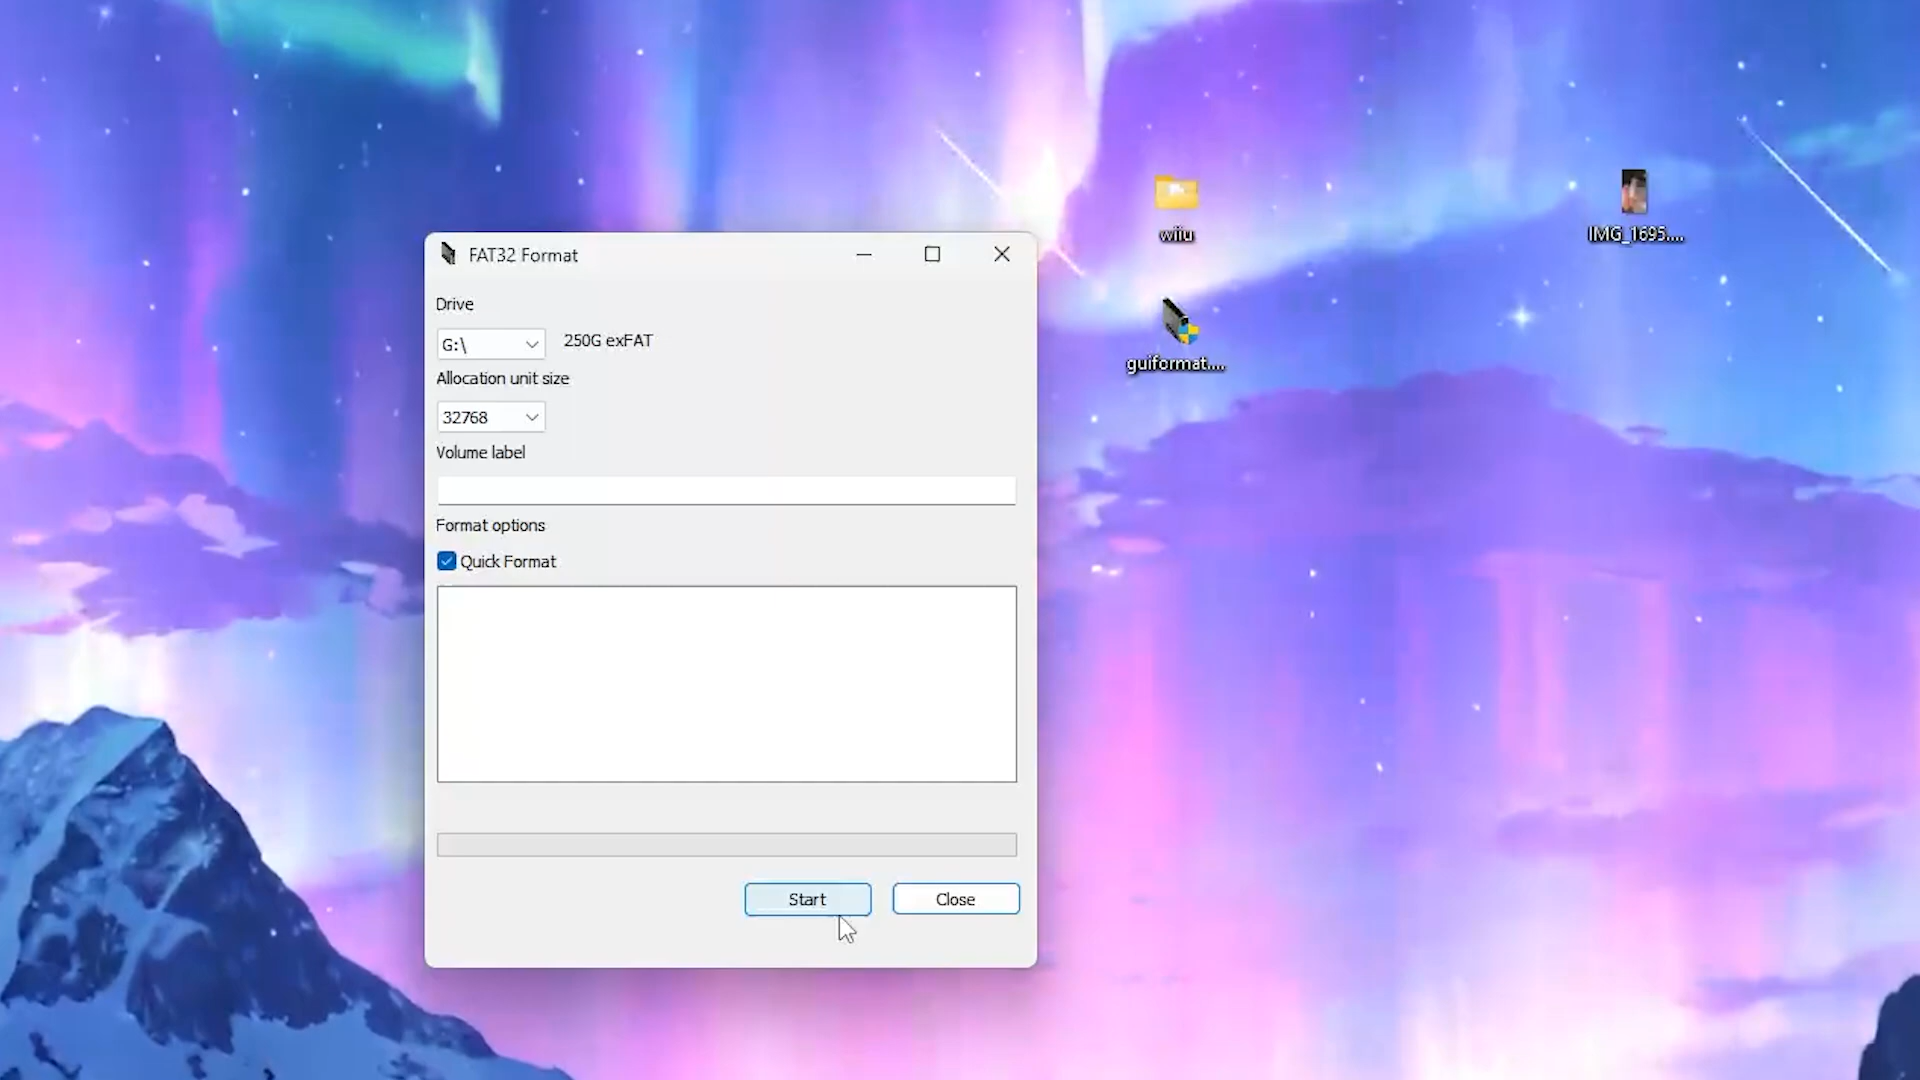 FAT32 Format
Drive
G:\
250G exFAT
Allocation unit size
32768
Volume label
Format options
Quick Format
Start
Close
wiiu
guiformat....
IMG_1695....